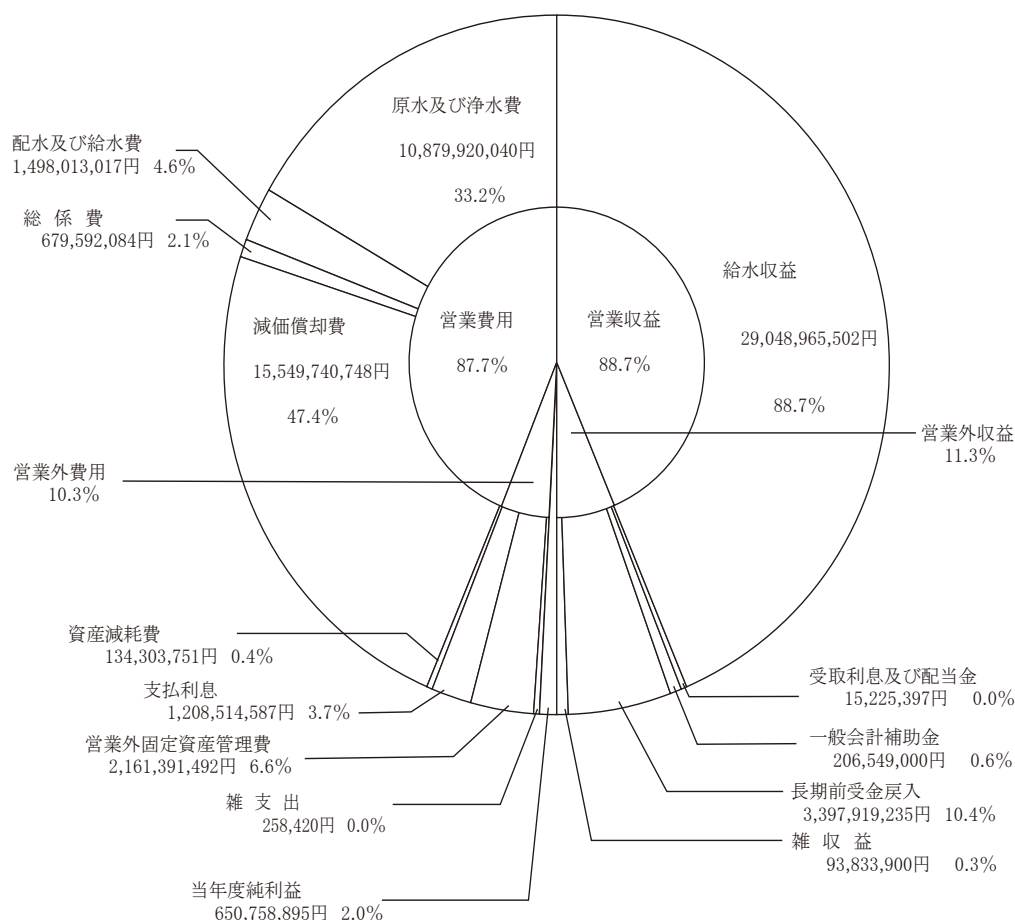 原水及び浄水費
10,879,920,040円
33.2%
配水及び給水費
1,498,013,017円 4.6%
総 係 費
679,592,084円 2.1%
減価償却費
15,549,740,748円
47.4%
営業費用
87.7%
営業収益
88.7%
給水収益
29,048,965,502円
88.7%
営業外収益
11.3%
営業外費用
10.3%
資産減耗費
134,303,751円 0.4%
支払利息
1,208,514,587円 3.7%
営業外固定資産管理費
2,161,391,492円 6.6%
雑 支 出
258,420円 0.0%
当年度純利益
650,758,895円 2.0%
受取利息及び配当金
15,225,397円 0.0%
一般会計補助金
206,549,000円 0.6%
長期前受金戻入
3,397,919,235円 10.4%
雑 収 益
93,833,900円 0.3%